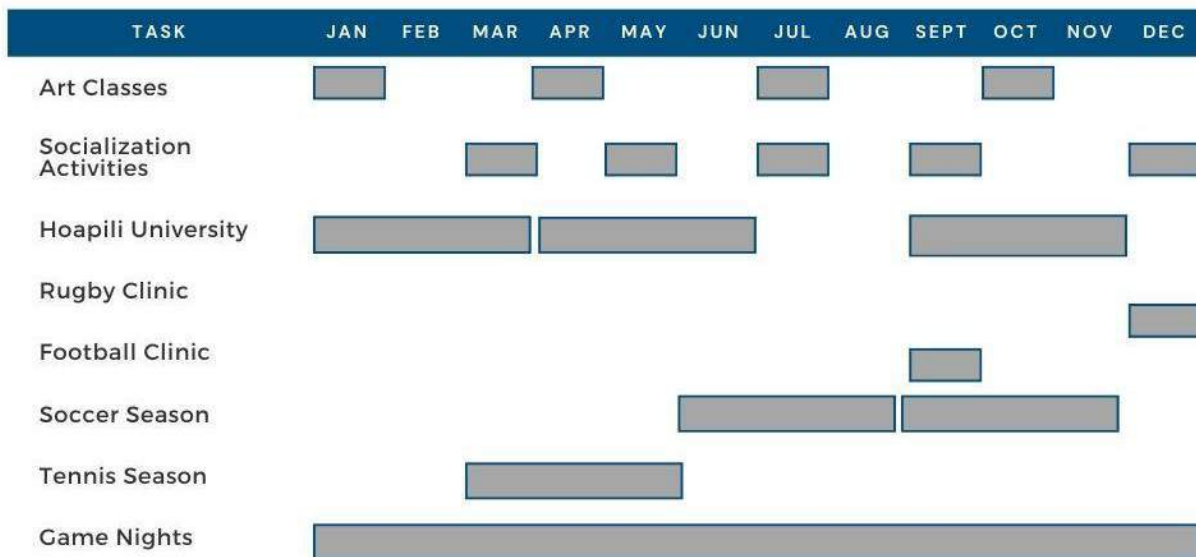 TASK JAN FEB MAR APR MAY JUN JUL AUG SEPT OCT NOV DEC
Art Classes
Socialization
Activities
Hoapili University
Rugby Clinic
Football Clinic
Soccer Season
Tennis Season
Game Nights